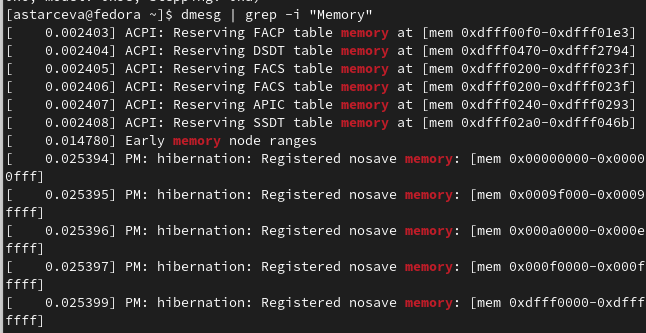 [astarceva@fedora ~]$ dmesg | grep -i "Memory"
[    0.002403] ACPI: Reserving FACP table memory at [mem 0xdfff00f0-0xdfff01e3]
[    0.002404] ACPI: Reserving DSDT table memory at [mem 0xdfff0470-0xdfff2794]
[    0.002405] ACPI: Reserving FACS table memory at [mem 0xdfff0200-0xdfff023f]
[    0.002406] ACPI: Reserving FACS table memory at [mem 0xdfff0200-0xdfff023f]
[    0.002407] ACPI: Reserving APIC table memory at [mem 0xdfff0240-0xdfff0293]
[    0.002408] ACPI: Reserving SSDT table memory at [mem 0xdfff02a0-0xdfff046b]
[    0.014780] Early memory node ranges
[    0.025394] PM: hibernation: Registered nosave memory: [mem 0x00000000-0x0000
0fff]
[    0.025395] PM: hibernation: Registered nosave memory: [mem 0x0009f000-0x0009
ffff]
[    0.025396] PM: hibernation: Registered nosave memory: [mem 0x000a0000-0x000e
ffff]
[    0.025397] PM: hibernation: Registered nosave memory: [mem 0x000f0000-0x000f
ffff]
[    0.025399] PM: hibernation: Registered nosave memory: [mem 0xdfff0000-0xdfff
ffff]